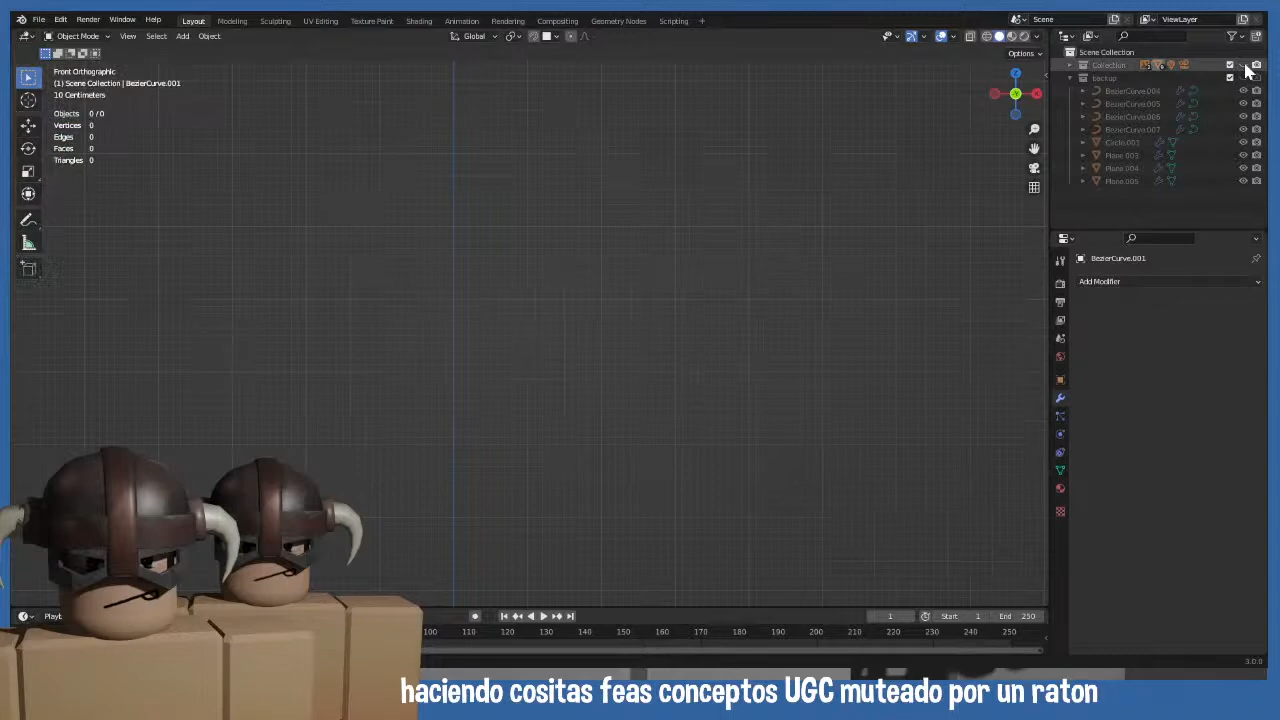 File Edit Render Window Help Layout Modeling Sculpting UV Editing Texture Paint Shading Animation Rendering Compositing Geometry Nodes Scripting + Scene ViewLayer
Object Mode View Select Add Object Global
Options
Front Orthographic
(1) Scene Collection | BezierCurve.001
10 Centimeters
Objects 0 / 0
Vertices 0
Edges 0
Faces 0
Triangles 0
Scene Collection
Collection
Backup
BezierCurve.004
BezierCurve.005
BezierCurve.006
BezierCurve.007
Circle.001
Plane.003
Plane.004
Plane.005
BezierCurve.001
Add Modifier
1 Start 1 End 250
100 110 120 130 140 150 160 170 180 190 200 210 220 230 240 250
3.0.0
haciendo cositas feas conceptos UGC muteado por un raton